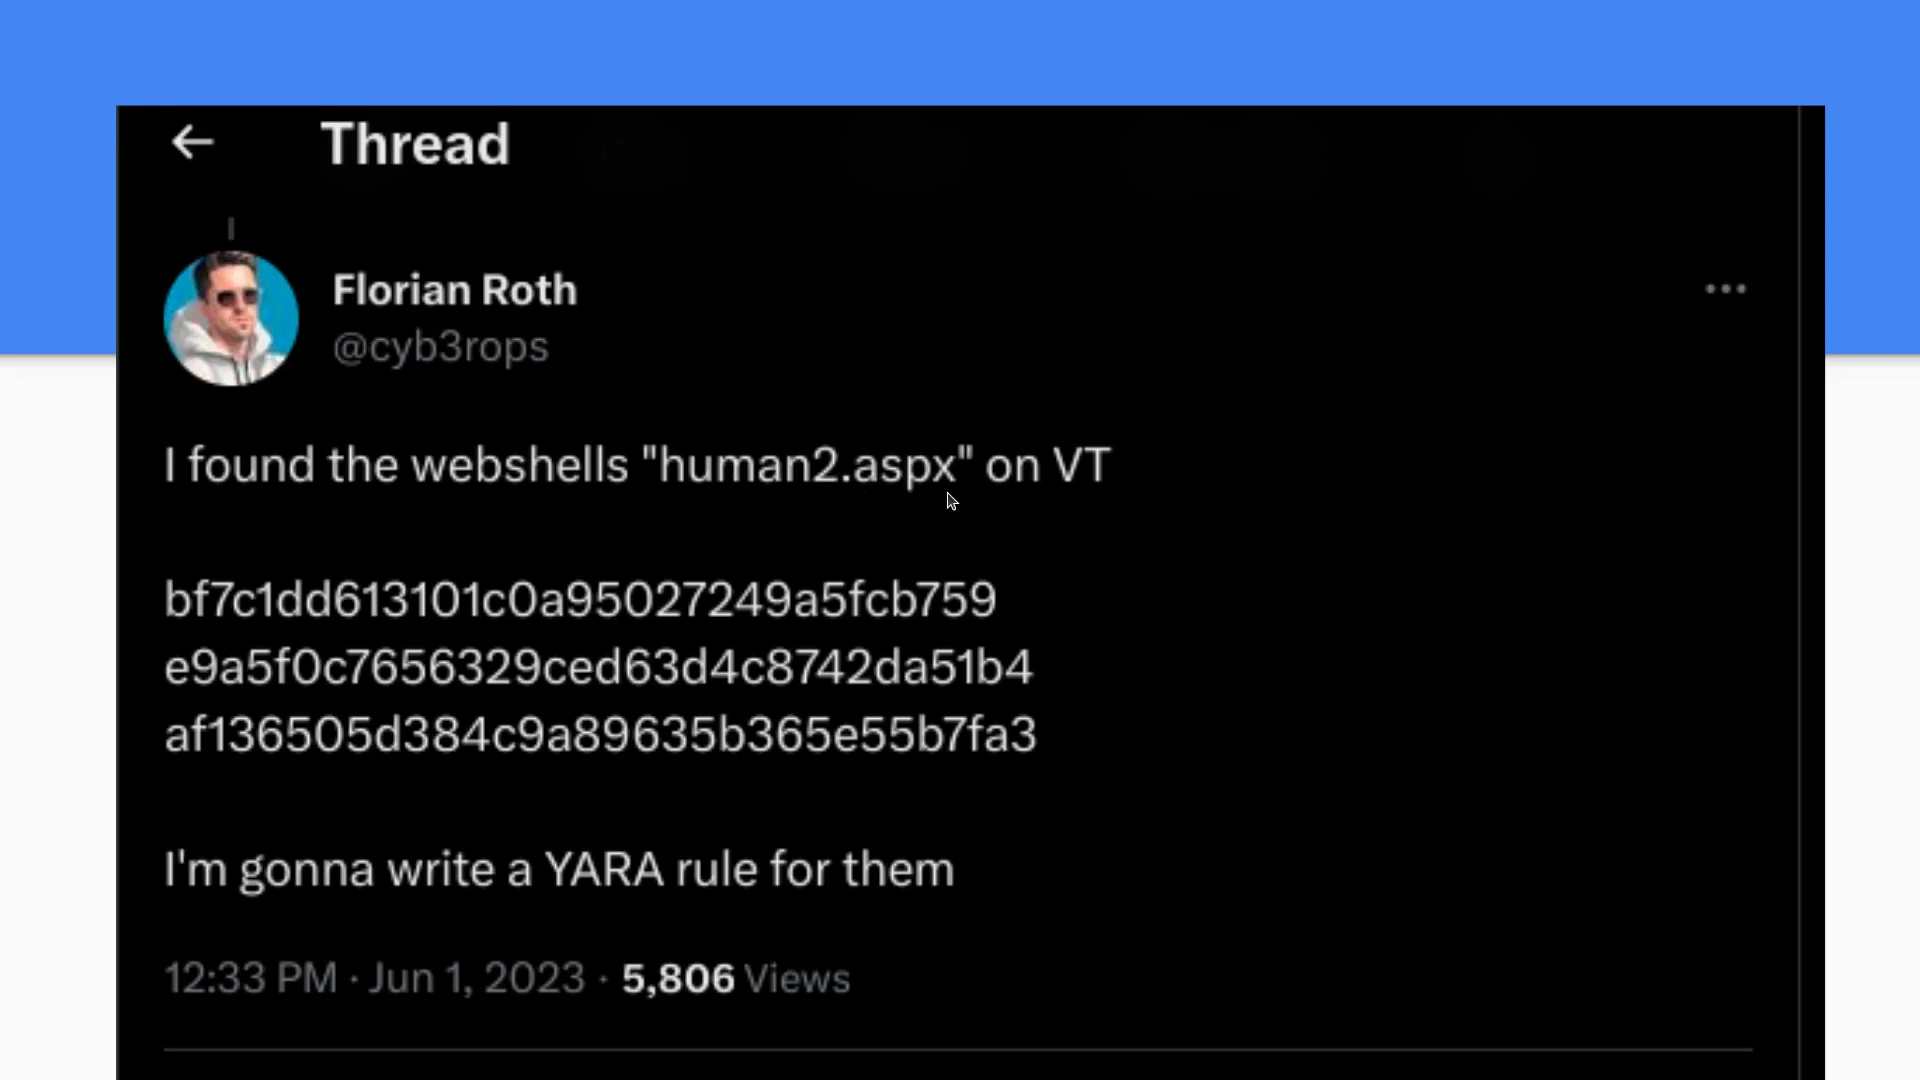 Thread
Florian Roth
@cyb3rops
I found the webshells "human2.aspx" on VT
bf7c1dd613101c0a95027249a5fcb759
e9a5f0c7656329ced63d4c8742da51b4
af136505d384c9a89635b365e55b7fa3
I'm gonna write a YARA rule for them
12:33 PM · Jun 1, 2023 · 5,806 Views